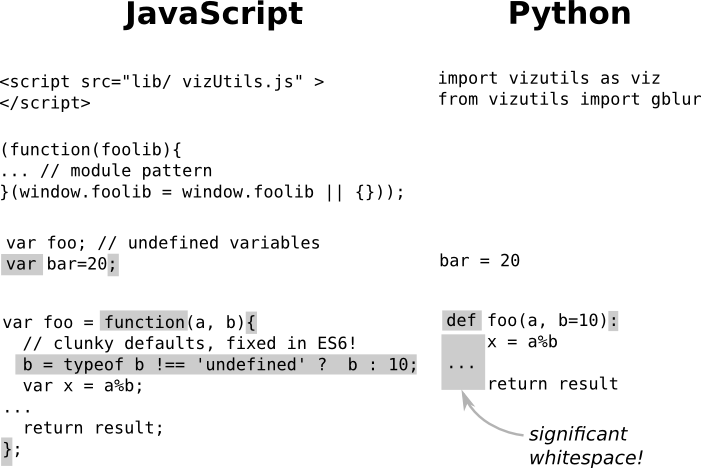 JavaScript
<script src="lib/ vizUtils.js" >
</script>
(function(foolib){
... // module pattern
}(window.foolib = window.foolib || {}));
var foo; // undefined variables
var bar=20;
var foo = function(a, b){
// clunky defaults, fixed in ES6!
b = typeof b !== 'undefined' ?  b : 10;
var x = a%b;
...
return result;
};
Python
import vizutils as viz
from vizutils import gblur
bar = 20
def foo(a, b=10):
x = a%b
...
return result
significant
whitespace!